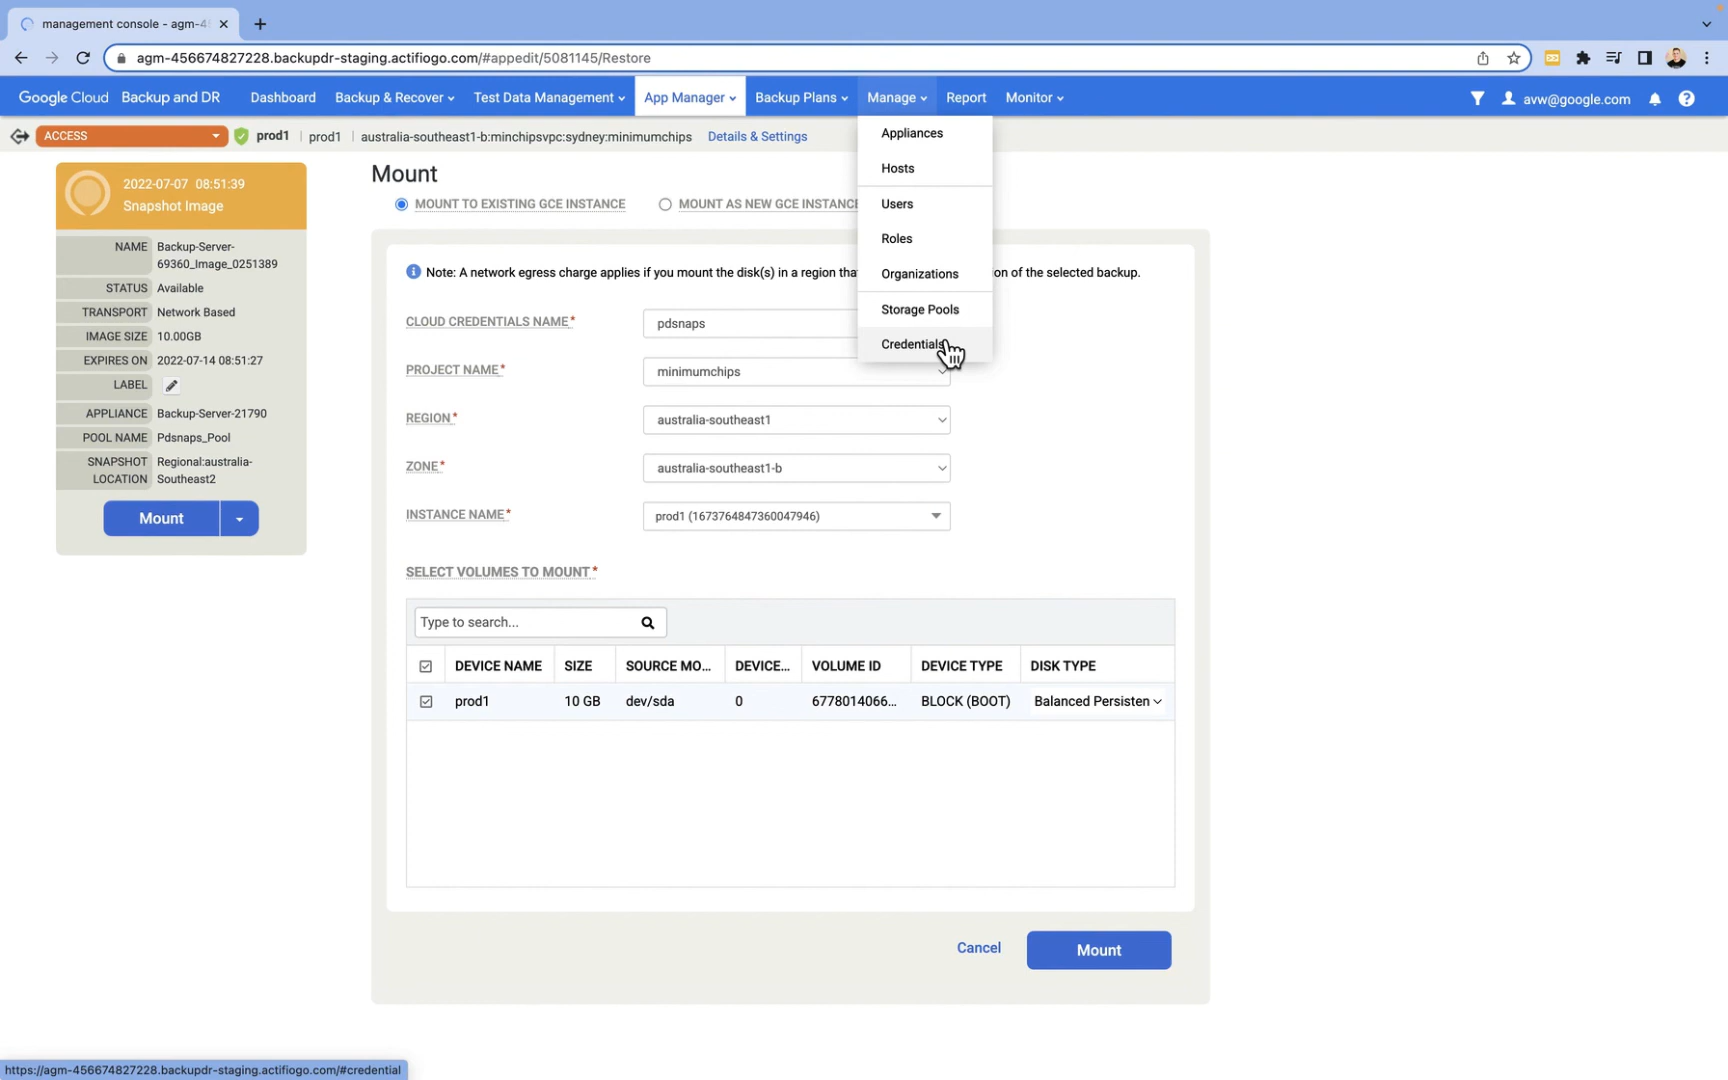 management console - agm-4
agm-456674827228.backupdr-staging.actifiogo.com/#appedit/5081145/Restore
Google Cloud Backup and DR Dashboard Backup & Recover Test Data Management App Manager Backup Plans Manage Report Monitor avw@google.com
ACCESS prod1 prod1 australia-southeast1-b:minchipsvpc:sydney:minimumchips Details & Settings
Appliances
Hosts
Users
Roles
Organizations
Storage Pools
Credentials
2022-07-07 08:51:39
Snapshot Image
NAME Backup-Server-
69360_Image_0251389
STATUS Available
TRANSPORT Network Based
IMAGE SIZE 10.00GB
EXPIRES ON 2022-07-14 08:51:27
LABEL
APPLIANCE Backup-Server-21790
POOL NAME Pdsnaps_Pool
SNAPSHOT LOCATION Regional:australia-
Southeast2
Mount
Mount
MOUNT TO EXISTING GCE INSTANCE MOUNT AS NEW GCE INSTANCE
Note: A network egress charge applies if you mount the disk(s) in a region tha on of the selected backup.
CLOUD CREDENTIALS NAME* pdsnaps
PROJECT NAME* minimumchips
REGION* australia-southeast1
ZONE* australia-southeast1-b
INSTANCE NAME* prod1 (1673764847360047946)
SELECT VOLUMES TO MOUNT*
Type to search...
DEVICE NAME SIZE SOURCE MO... DEVICE... VOLUME ID DEVICE TYPE DISK TYPE
prod1 10 GB dev/sda 0 6778014066... BLOCK (BOOT) Balanced Persisten
Cancel Mount
https://agm-456674827228.backupdr-staging.actifiogo.com/#credential